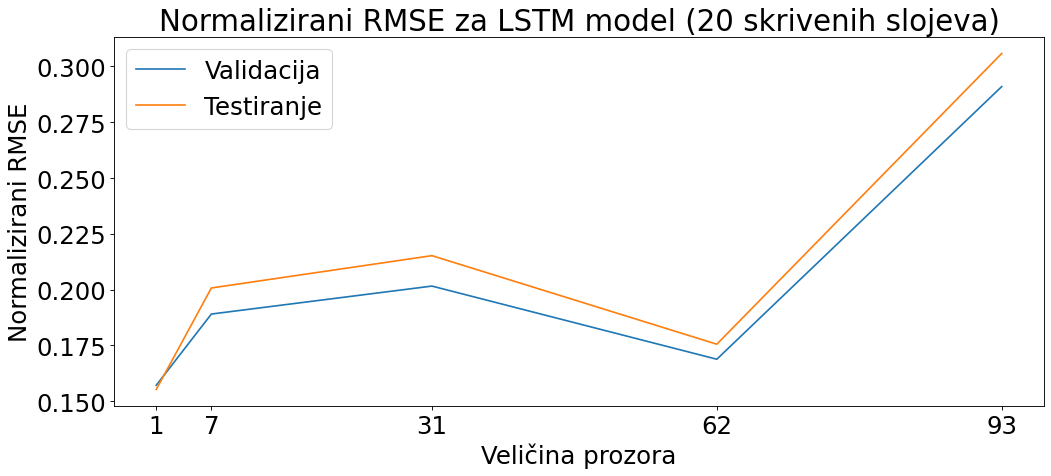 Normalizirani RMSE za LSTM model (20 skrivenih slojeva)
Validacija
Testiranje
Normalizirani RMSE
0.300
0.275
0.250
0.225
0.200
0.175
0.150
1 7 31 62 93
Veličina prozora